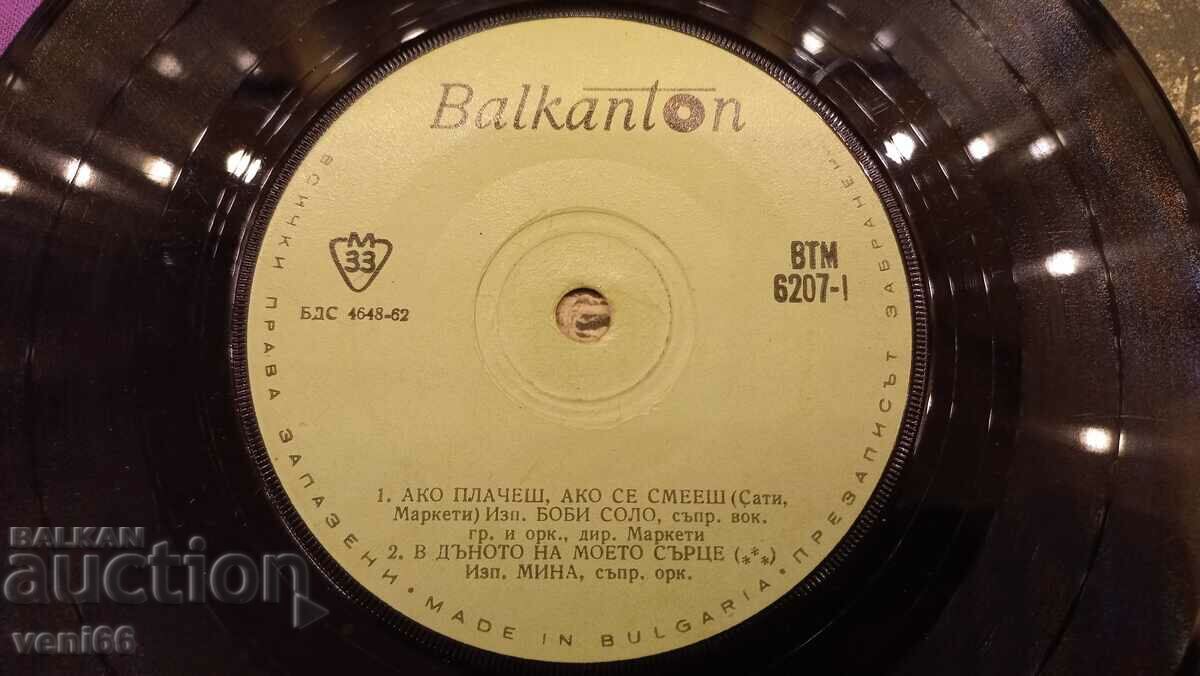 Balkanton
ВСИЧКИ ПРАВА ЗАПАЗЕНИ • MADE IN BULGARIA • ПРЕЗАПИСЪТ ЗАБРАНЕН
M
33
БДС 4648-62
ВТМ
6207-I
1. АКО ПЛАЧЕШ, АКО СЕ СМЕЕШ (Сати,
Маркети) Изп. БОБИ СОЛО, съпр. вок.
гр. и орк., дир. Маркети
2. В ДЪНОТО НА МОЕТО СЪРЦЕ (***)
Изп. МИНА, съпр. орк.
BALKAN
auction
veni66